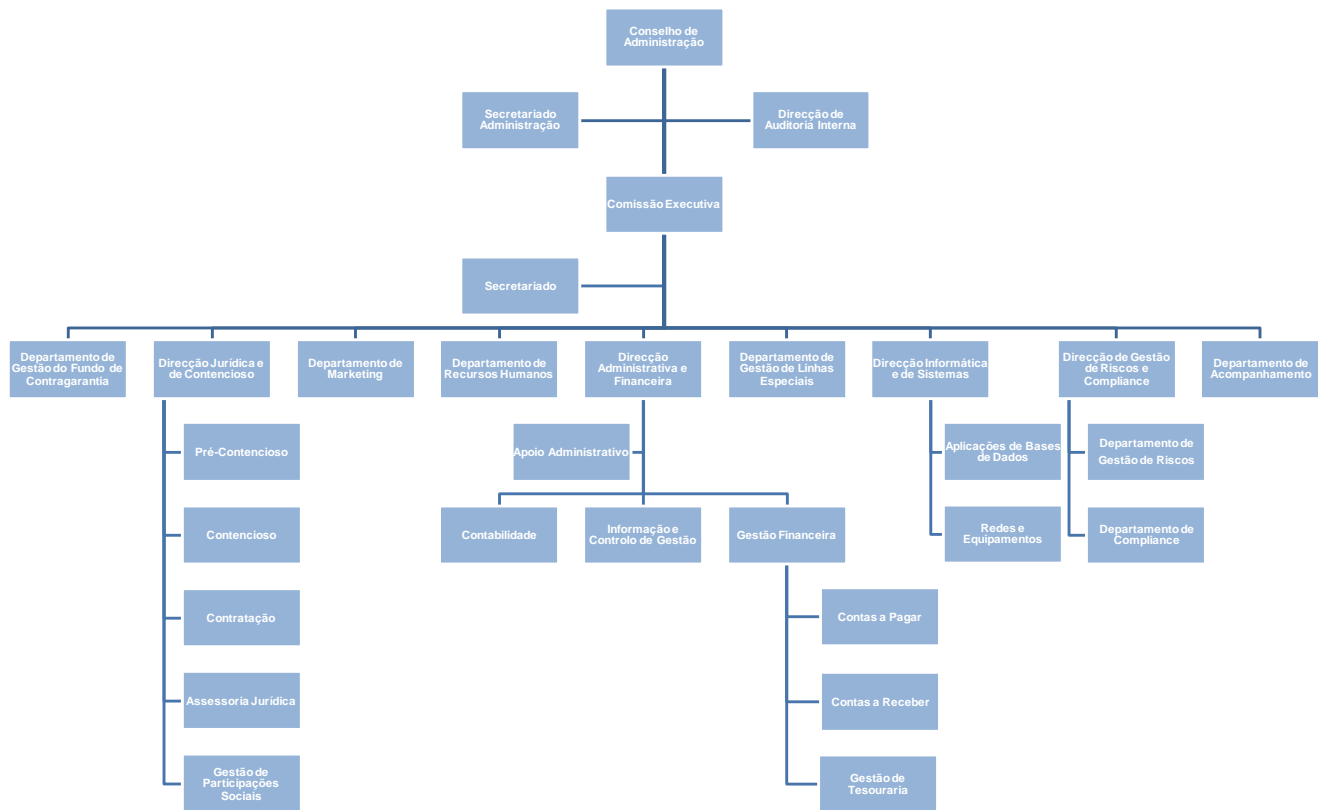 Conselho de
Administração
Secretariado
Administração
Direcção de
Auditoria Interna
Comissão Executiva
Secretariado
Departamento de
Gestão do Fundo de
Contragarantia
Direcção Jurídica e
de Contencioso
Departamento de
Marketing
Departamento de
Recursos Humanos
Direcção
Administrativa e
Financeira
Departamento de
Gestão de Linhas
Especiais
Direcção Informática
e de Sistemas
Direcção de Gestão
de Riscos e
Compliance
Departamento de
Acompanhamento
Pré-Contencioso
Apoio Administrativo
Aplicações de Bases
de Dados
Departamento de
Gestão de Riscos
Contencioso
Contabilidade
Informação e
Controlo de Gestão
Gestão Financeira
Redes e
Equipamentos
Departamento de
Compliance
Contratação
Contas a Pagar
Assessoria Jurídica
Contas a Receber
Gestão de
Participações
Sociais
Gestão de
Tesouraria